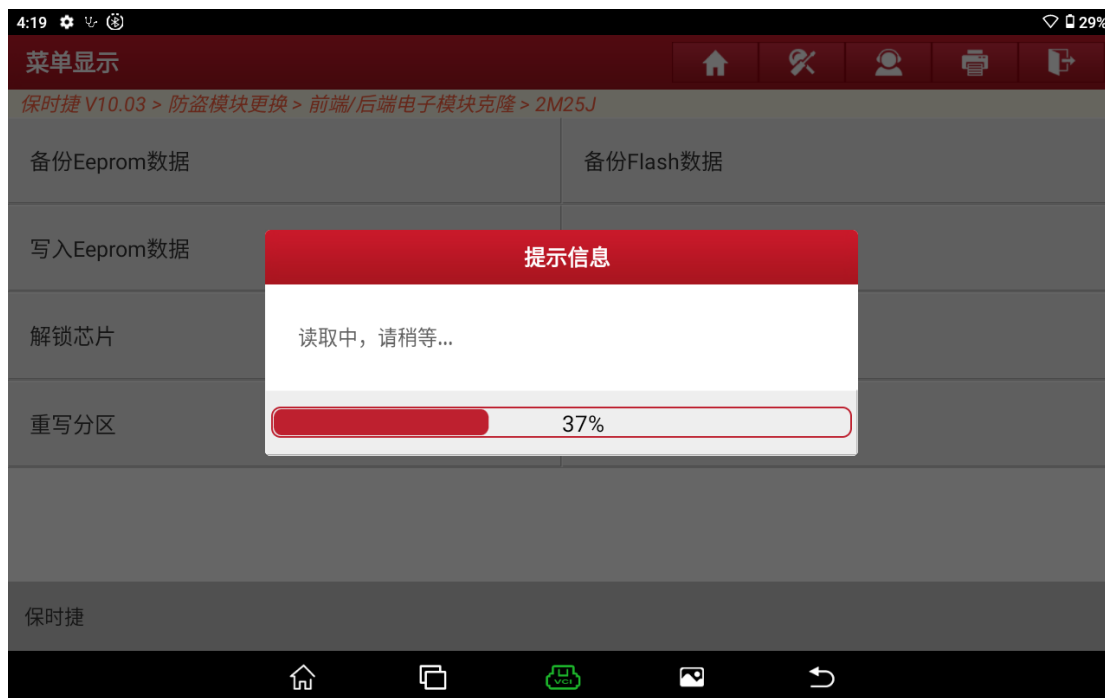 4:19
29%
菜单显示
保时捷 V10.03 > 防盗模块更换 > 前端/后端电子模块克隆 > 2M25J
备份Eeprom数据
备份Flash数据
写入Eeprom数据
提示信息
解锁芯片
读取中，请稍等...
重写分区
37%
保时捷
VCI